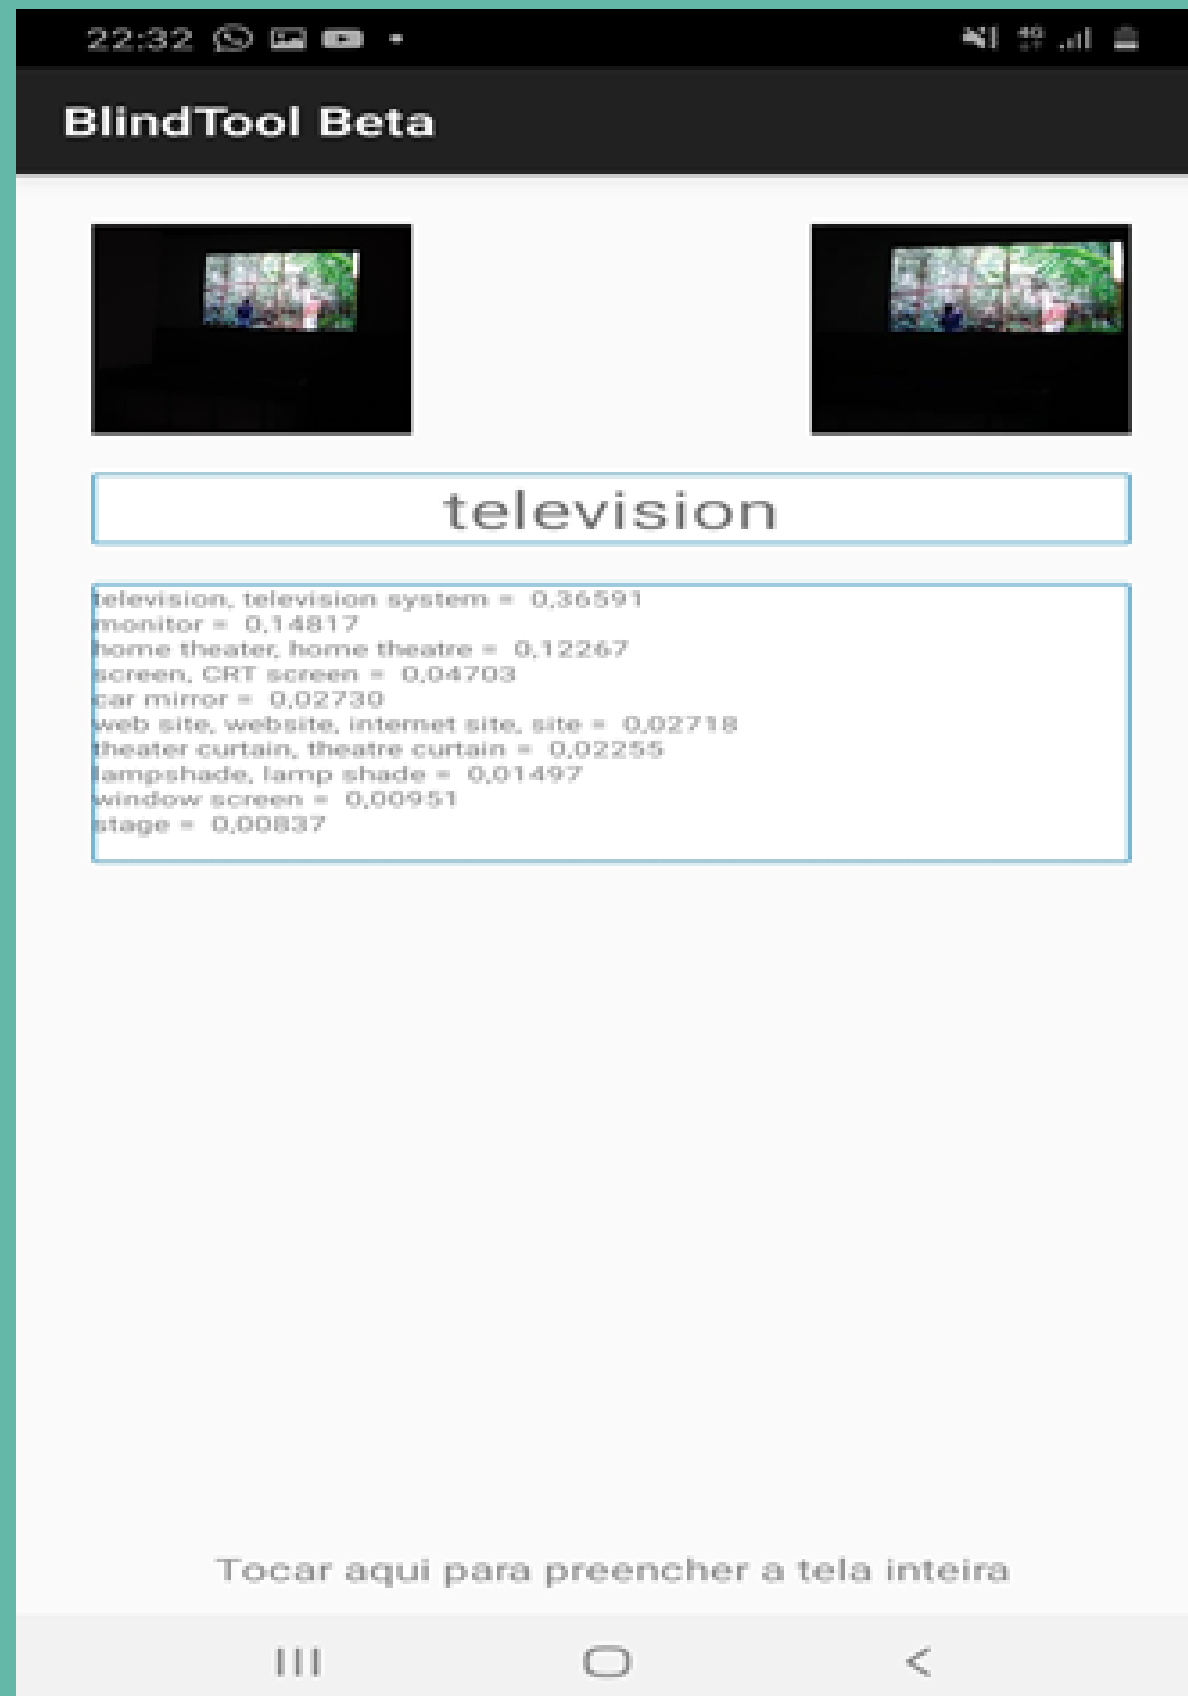 22:32
BlindTool Beta
television
television, television system = 0,36591
monitor = 0,14817
home theater, home theatre = 0,12267
screen, CRT screen = 0,04703
car mirror = 0,02730
web site, website, internet site, site = 0,02718
theater curtain, theatre curtain = 0,02255
lampshade, lamp shade = 0,01497
window screen = 0,00951
stage = 0,00837
Tocar aqui para preencher a tela inteira